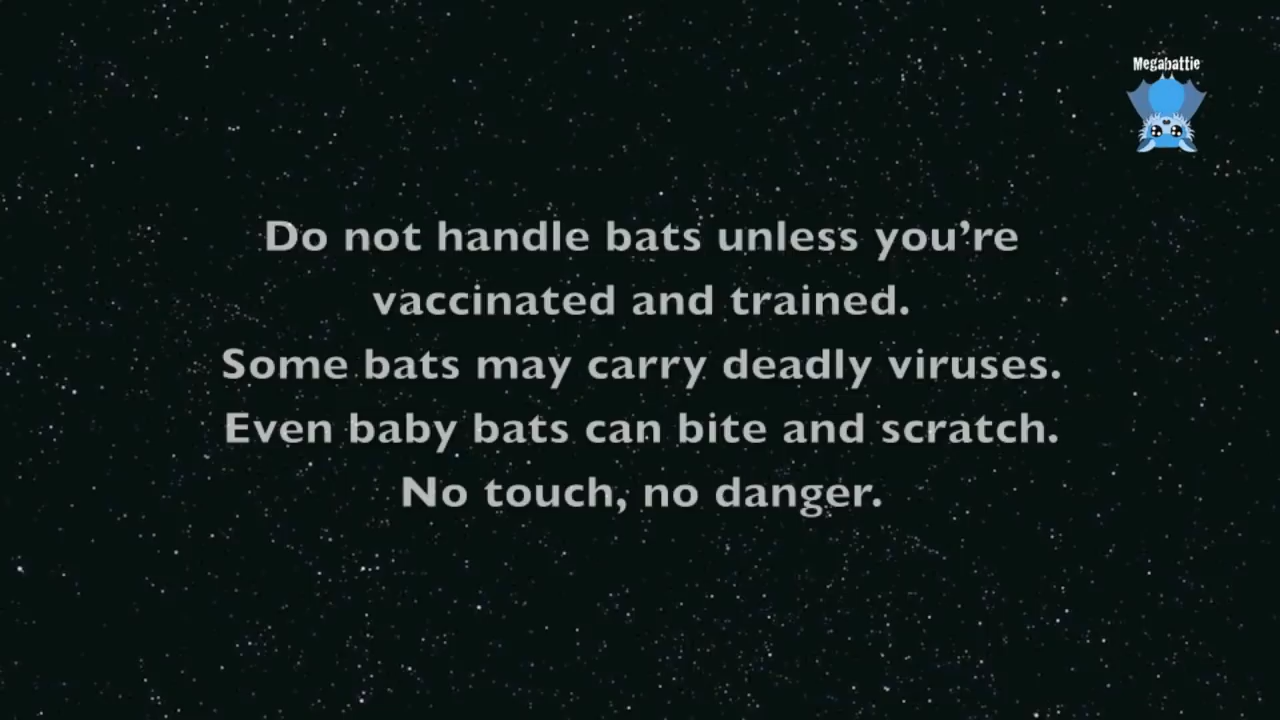 Megabattie
Do not handle bats unless you’re
vaccinated and trained.
Some bats may carry deadly viruses.
Even baby bats can bite and scratch.
No touch, no danger.